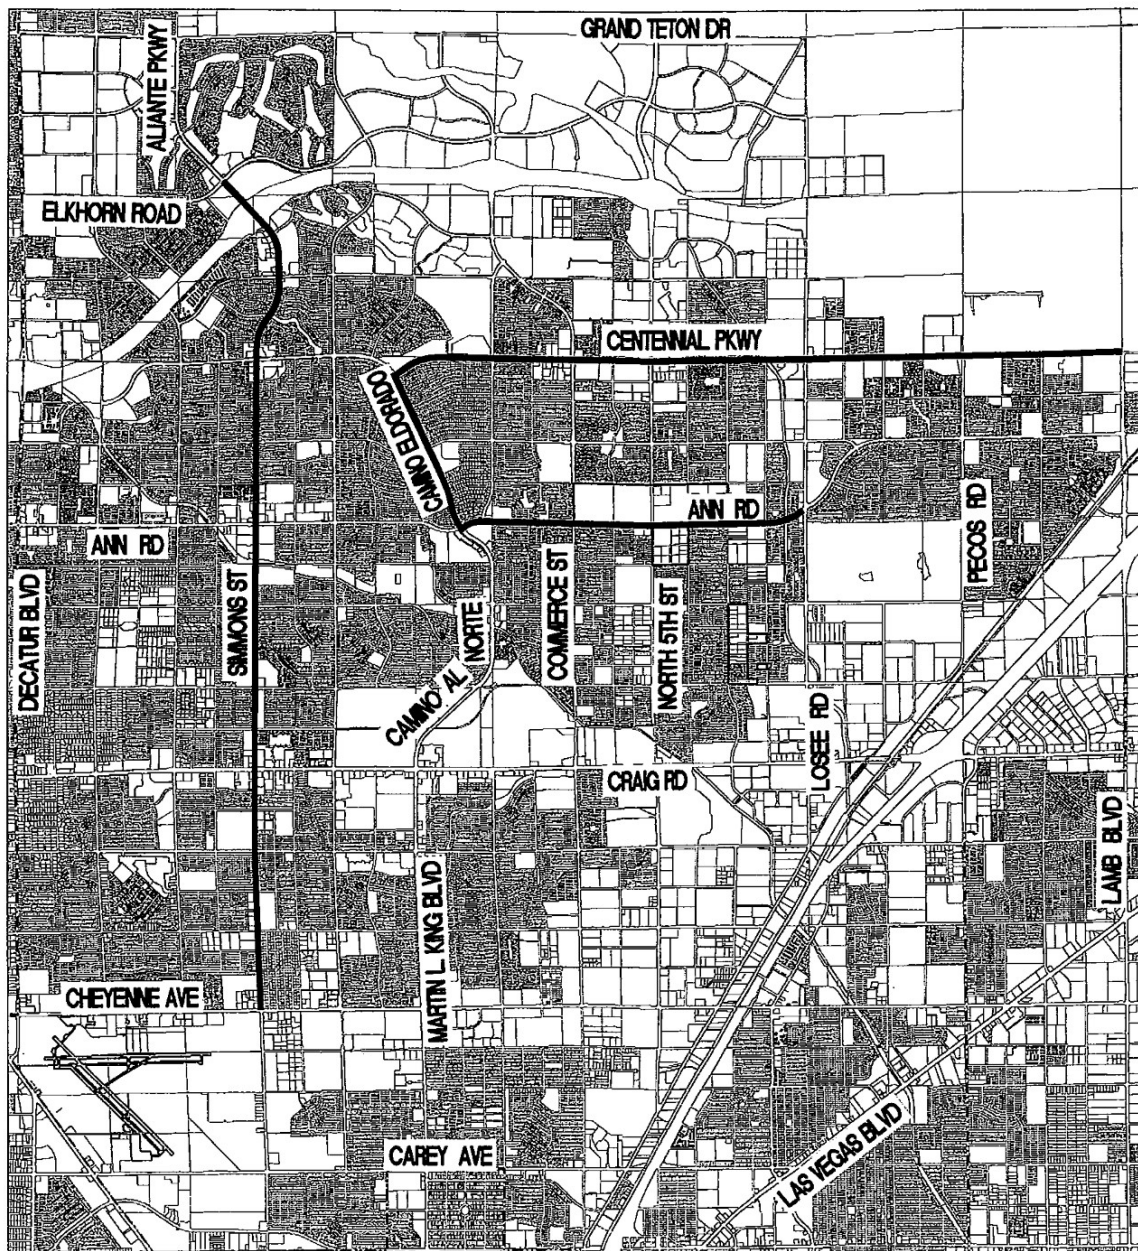 GRAND TETON DR
ALIANTE PKWY
ELKHORN ROAD
CENTENNIAL PKWY
CAMINO ELDORADO
ANN RD
ANN RD
PECOS RD
DECATUR BLVD
SIMMONS ST
COMMERCE ST
NORTH 5TH ST
CAMINO AL NORTE
LOSEE RD
CRAIG RD
LAMB BLVD
MARTIN L. KING BLVD
CHEYENNE AVE
CAREY AVE
LAS VEGAS BLVD